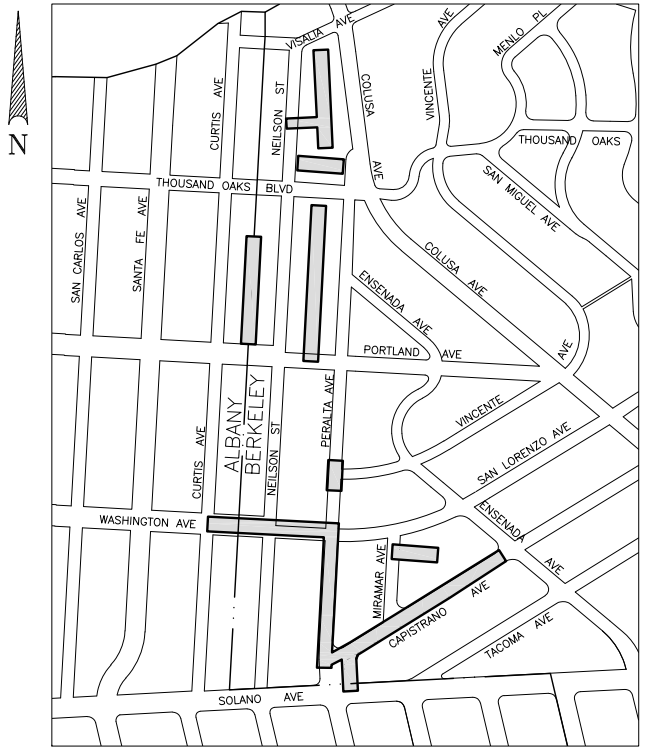 VISALIA AVE
AVE
MENLO PL
CURTIS AVE
NEILSON ST
COLUSA
AVE
VINCENTE
N
THOUSAND OAKS
THOUSAND OAKS BLVD
SAN MIGUEL AVE
SAN CARLOS AVE
SANTA FE AVE
COLUSA AVE
ENSENADA AVE
PORTLAND AVE
AVE
ALBANY
BERKELEY
PERALTA AVE
VINCENTE
CURTIS AVE
NEILSON ST
SAN LORENZO AVE
ENSENADA
AVE
WASHINGTON AVE
MIRAMAR AVE
CAPISTRANO AVE
TACOMA AVE
SOLANO AVE